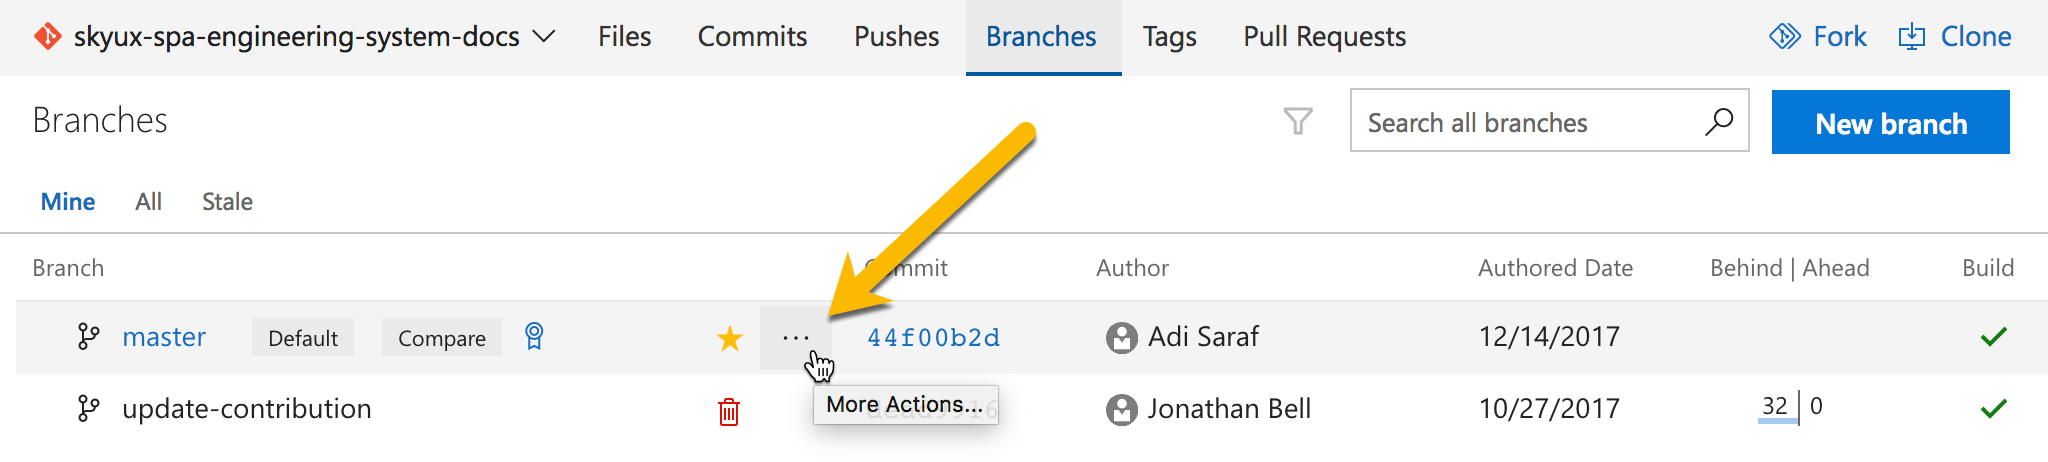 skyux-spa-engineering-system-docs Files Commits Pushes Branches Tags Pull Requests Fork Clone
Branches Search all branches New branch
Mine All Stale
Branch Author Authored Date Behind | Ahead Build
master Default Compare ... 44f00b2d Adi Saraf 12/14/2017
update-contribution More Actions... Jonathan Bell 10/27/2017 32 | 0